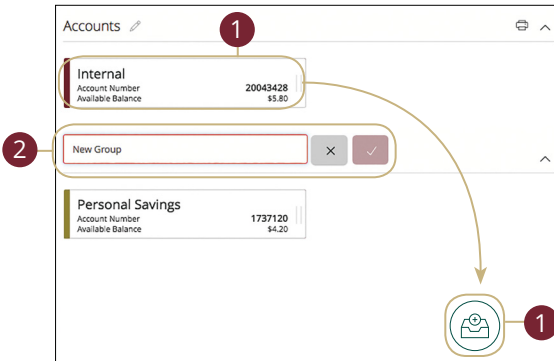 Accounts
1
Internal
Account Number 20043428
Available Balance $5.80
2
New Group
Personal Savings
Account Number 1737120
Available Balance $4.20
1